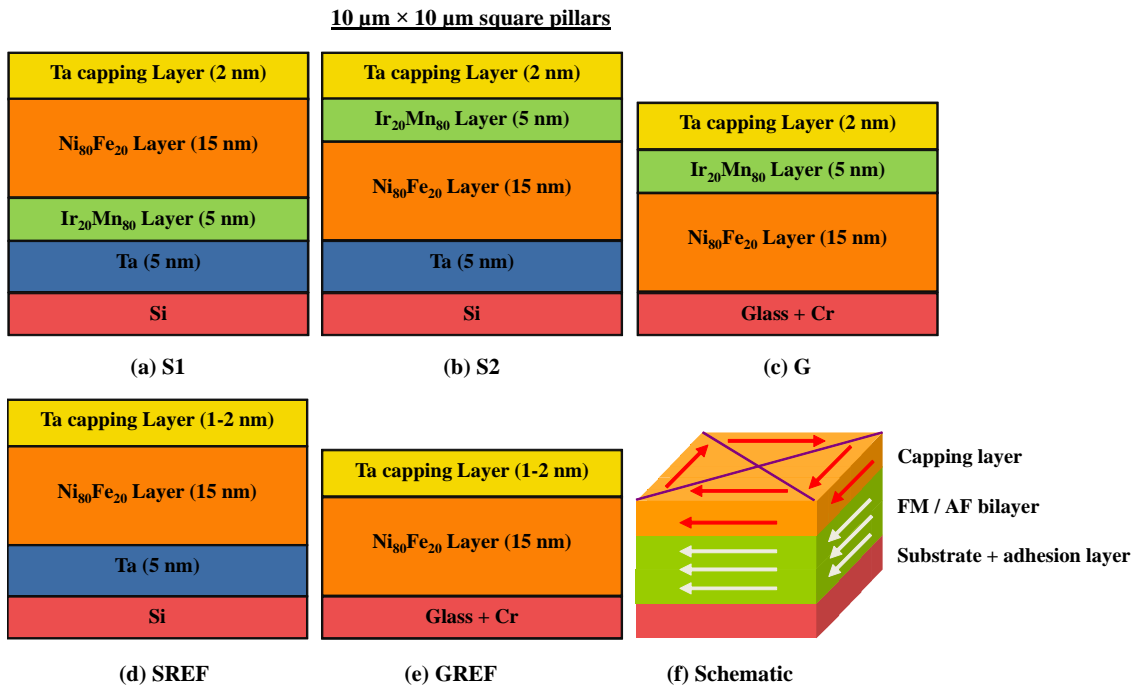 10 µm × 10 µm square pillars
Ta capping Layer (2 nm)
Ni₈₀Fe₂₀ Layer (15 nm)
Ir₂₀Mn₈₀ Layer (5 nm)
Ta (5 nm)
Si
(a) S1
Ta capping Layer (2 nm)
Ir₂₀Mn₈₀ Layer (5 nm)
Ni₈₀Fe₂₀ Layer (15 nm)
Ta (5 nm)
Si
(b) S2
Ta capping Layer (2 nm)
Ir₂₀Mn₈₀ Layer (5 nm)
Ni₈₀Fe₂₀ Layer (15 nm)
Glass + Cr
(c) G
Ta capping Layer (1-2 nm)
Ni₈₀Fe₂₀ Layer (15 nm)
Ta (5 nm)
Si
(d) SREF
Ta capping Layer (1-2 nm)
Ni₈₀Fe₂₀ Layer (15 nm)
Glass + Cr
(e) GREF
Capping layer
FM / AF bilayer
Substrate + adhesion layer
(f) Schematic